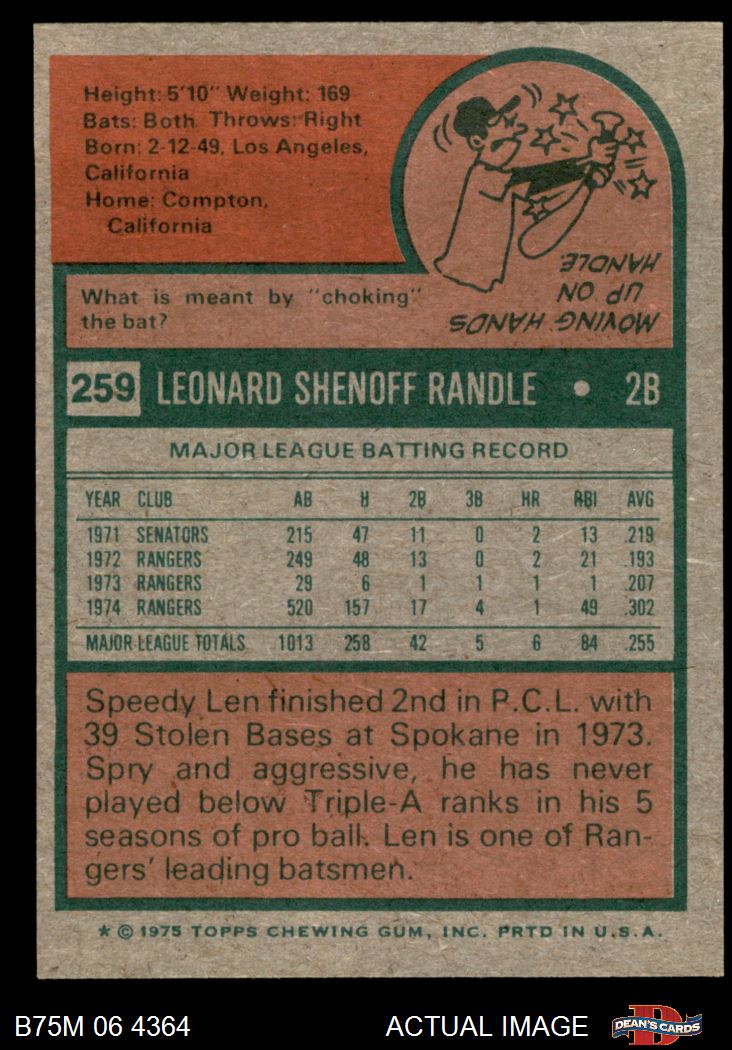 Height: 5'10" Weight: 169
Bats: Both Throws: Right
Born: 2-12-49, Los Angeles,
California
Home: Compton,
California
What is meant by "choking"
the bat?
MOVING HANDS
UP ON
HANDLE
259 LEONARD SHENOFF RANDLE • 2B
MAJOR LEAGUE BATTING RECORD
YEAR CLUB AB H 2B 3B HR RBI AVG
1971 SENATORS 215 47 11 0 2 13 .219
1972 RANGERS 249 48 13 0 2 21 .193
1973 RANGERS 29 6 1 1 1 1 .207
1974 RANGERS 520 157 17 4 1 49 .302
MAJOR LEAGUE TOTALS 1013 258 42 5 6 84 .255
Speedy Len finished 2nd in P.C.L. with
39 Stolen Bases at Spokane in 1973.
Spry and aggressive, he has never
played below Triple-A ranks in his 5
seasons of pro ball. Len is one of Ran-
gers' leading batsmen.
* © 1975 TOPPS CHEWING GUM, INC. PRTD IN U.S.A.
B75M 06 4364 ACTUAL IMAGE
D
DEAN'S CARDS